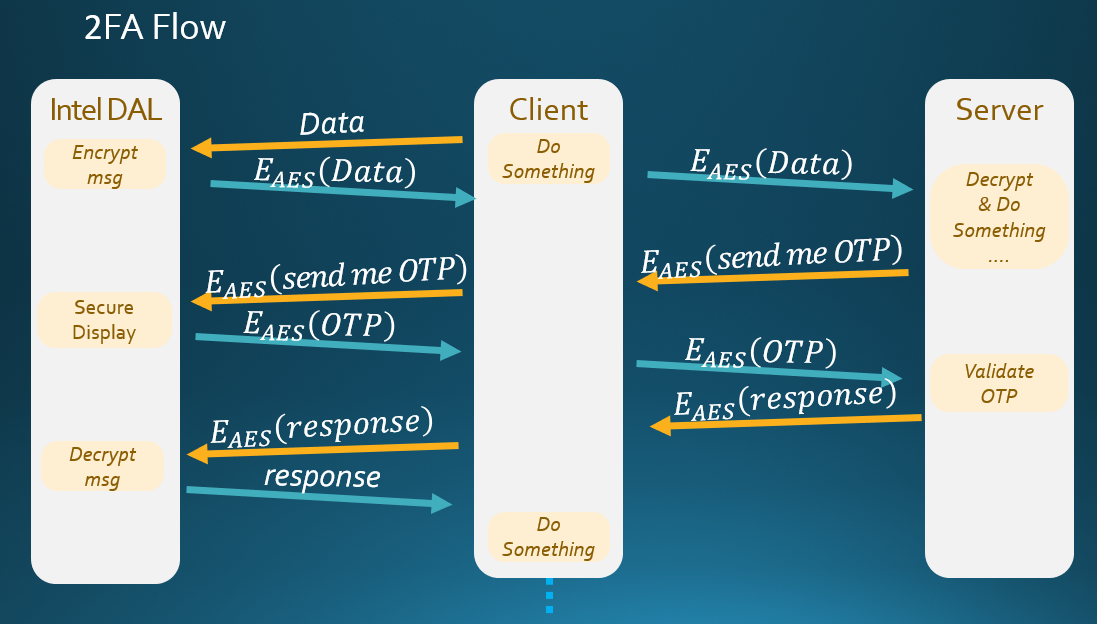 2FA Flow
Intel DAL
Client
Server
Data
Encrypt
msg
Do
Something
E_AES(Data)
E_AES(Data)
Decrypt
& Do
Something
....
E_AES(send me OTP)
E_AES(send me OTP)
Secure
Display
E_AES(OTP)
E_AES(OTP)
Validate
OTP
E_AES(response)
E_AES(response)
Decrypt
msg
response
Do
Something